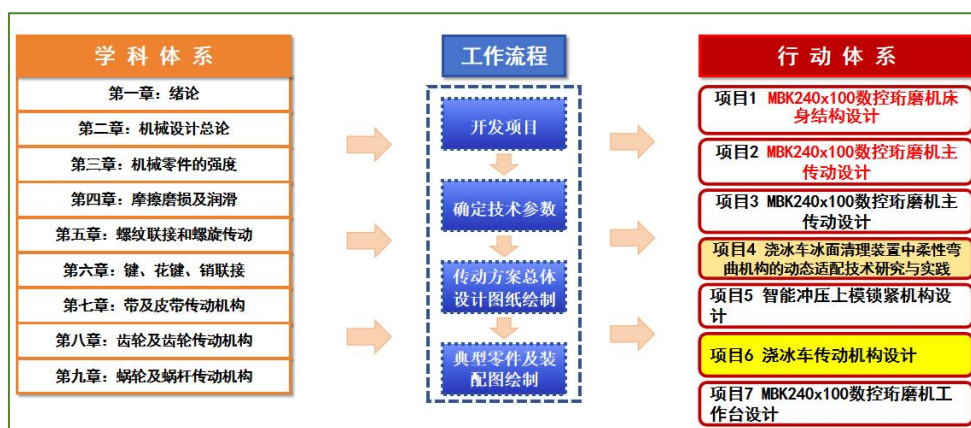 学 科 体 系
第一章：绪论
第二章：机械设计总论
第三章：机械零件的强度
第四章：摩擦磨损及润滑
第五章：螺纹联接和螺旋传动
第六章：键、花键、销联接
第七章：带及皮带传动机构
第八章：齿轮及齿轮传动机构
第九章：蜗轮及蜗杆传动机构
工作流程
开发项目
确定技术参数
传动方案总体
设计图纸绘制
典型零件及装
配图绘制
行 动 体 系
项目1 MBK240x100数控珩磨机床
身结构设计
项目2 MBK240x100数控珩磨机主
传动设计
项目3 MBK240x100数控珩磨机主
传动设计
项目4 浇冰车冰面清理装置中柔性弯
曲机构的动态适配技术研究与实践
项目5 智能冲压上模锁紧机构设
计
项目6 浇冰车传动机构设计
项目7 MBK240x100数控珩磨机工
作台设计